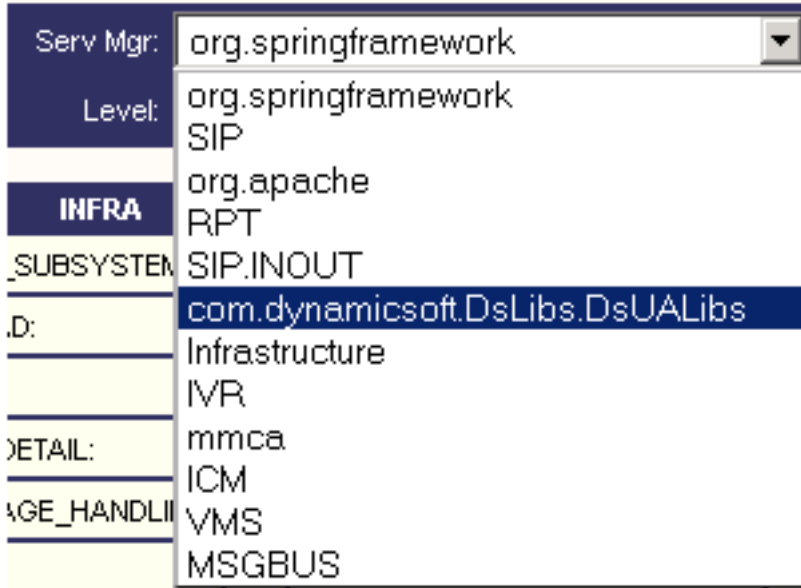 Serv Mgr: org.springframework
Level:
org.springframework
SIP
org.apache
INFRA
RPT
_SUBSYSTEM
SIP.INOUT
com.dynamicsoft.DsLibs.DsUALibs
.D:
Infrastructure
IVR
mmca
DETAIL:
ICM
AGE_HANDLI
VMS
MSGBUS